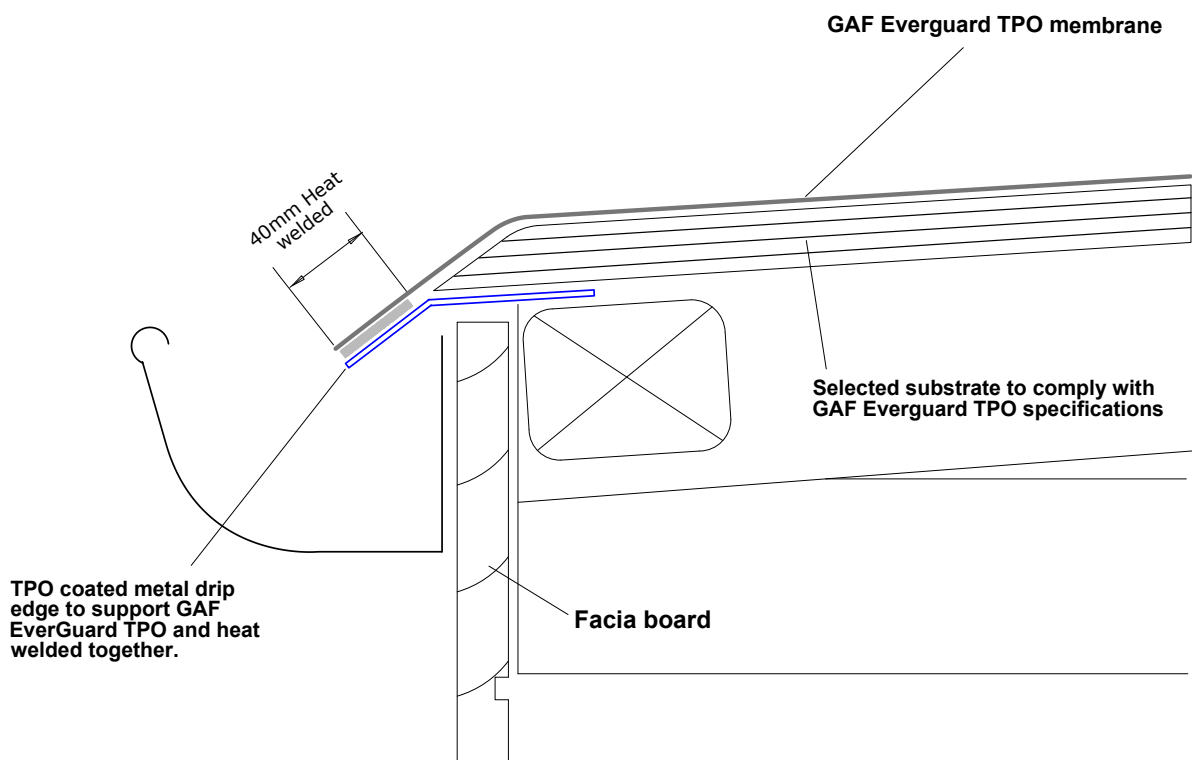 GAF Everguard TPO membrane
40mm Heat
welded
Selected substrate to comply with
GAF Everguard TPO specifications
TPO coated metal drip
edge to support GAF
EverGuard TPO and heat
welded together.
Facia board